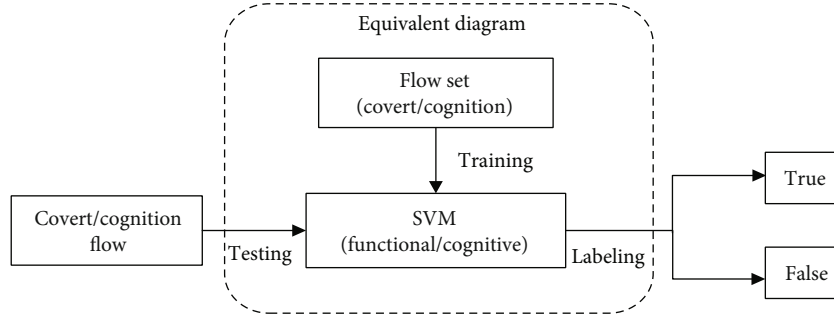 Equivalent diagram
Flow set
(covert/cognition)
Training
True
Covert/cognition
flow
Testing
SVM
(functional/cognitive)
Labeling
False